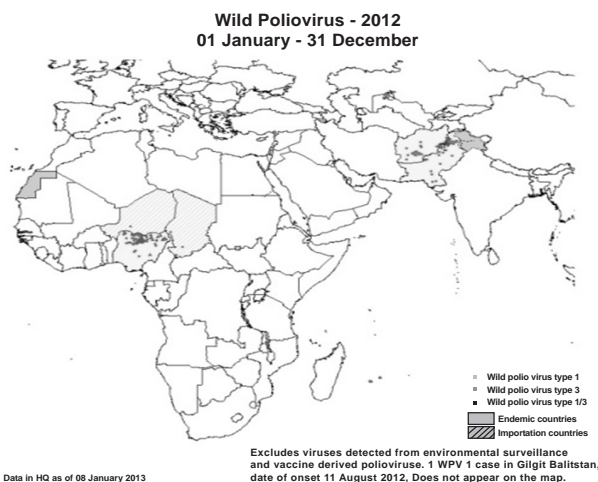 Wild Poliovirus - 2012
01 January - 31 December
Wild polio virus type 1
Wild polio virus type 3
Wild polio virus type 1/3
Endemic countries
Importation countries
Excludes viruses detected from environmental surveillance
and vaccine derived polioviruse. 1 WPV 1 case in Gilgit Balitstan,
date of onset 11 August 2012, Does not appear on the map.
Data in HQ as of 08 January 2013